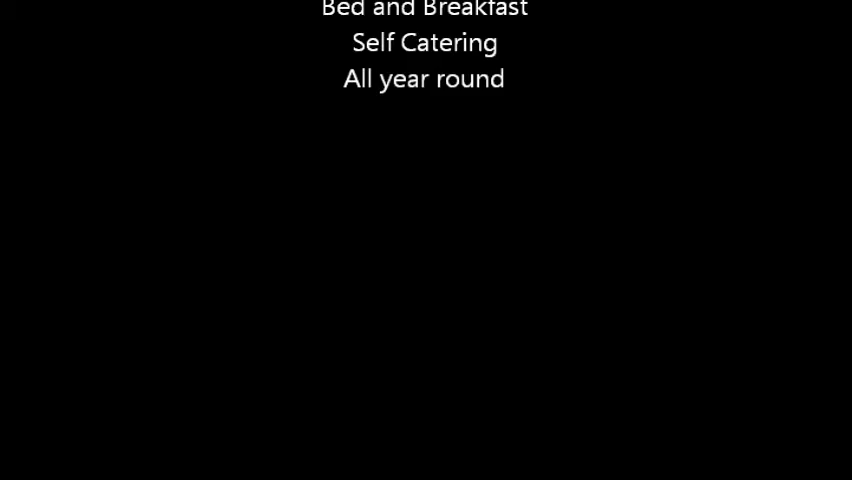 Bed and Breakfast
Self Catering
All year round